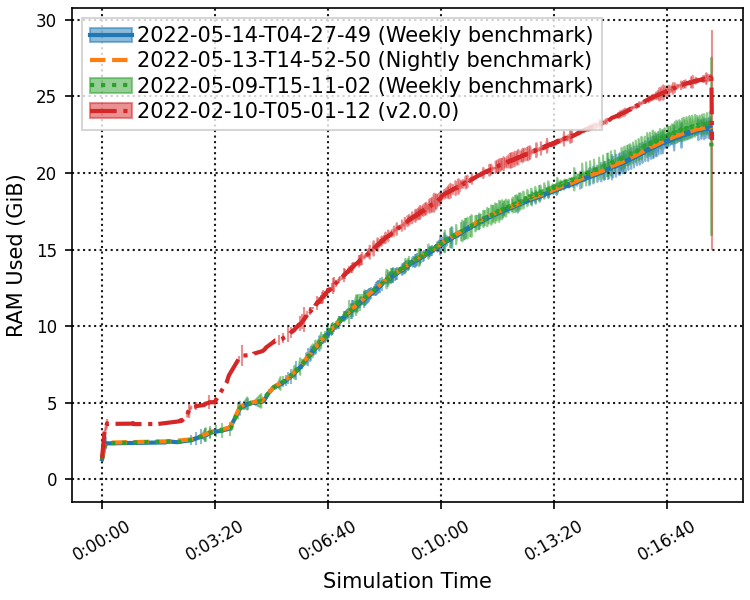 30
25
20
15
10
5
0
RAM Used (GiB)
2022-05-14-T04-27-49 (Weekly benchmark)
2022-05-13-T14-52-50 (Nightly benchmark)
2022-05-09-T15-11-02 (Weekly benchmark)
2022-02-10-T05-01-12 (v2.0.0)
0:00:00
0:03:20
0:06:40
0:10:00
0:13:20
0:16:40
Simulation Time